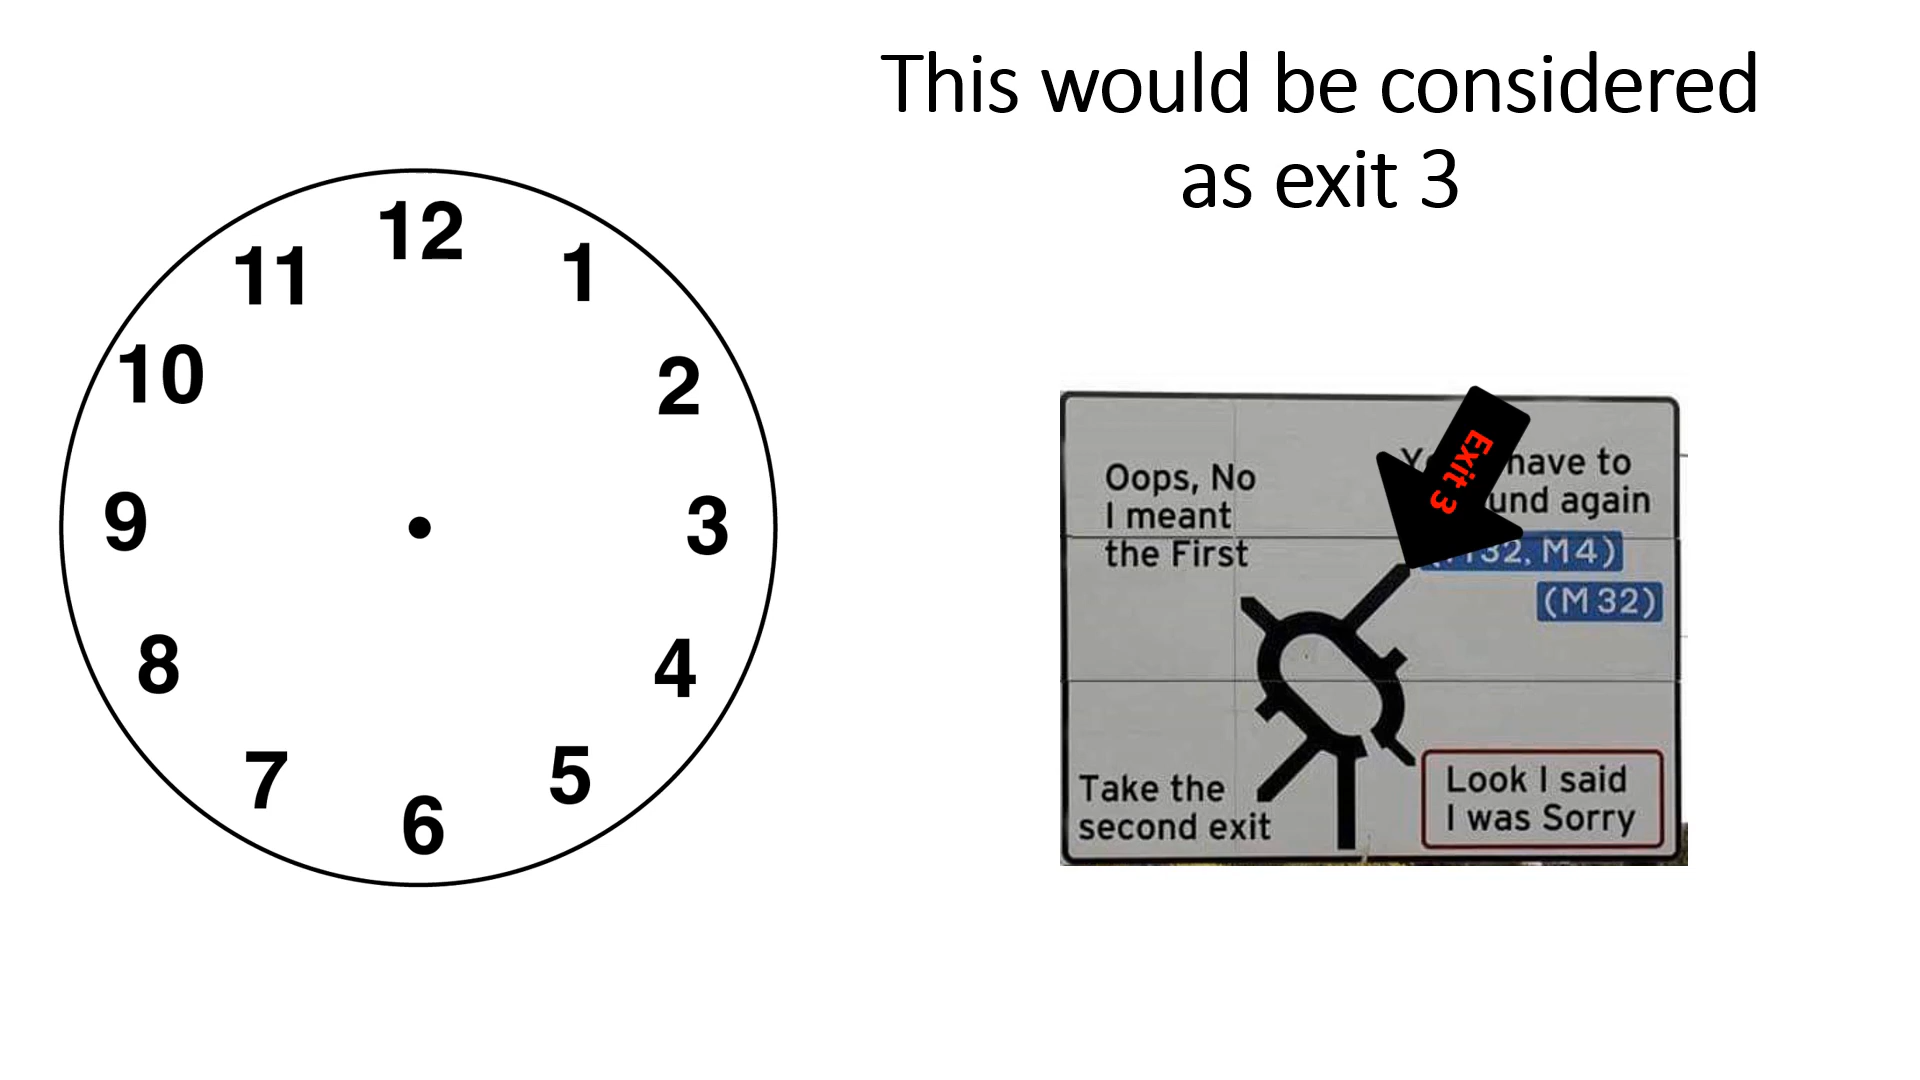 This would be considered
as exit 3
12
1
2
3
4
5
6
7
8
9
10
11
Oops, No
I meant
the First
have to
again
32, M4)
(M 32)
Exit 3
Take the
second exit
Look I said
I was Sorry